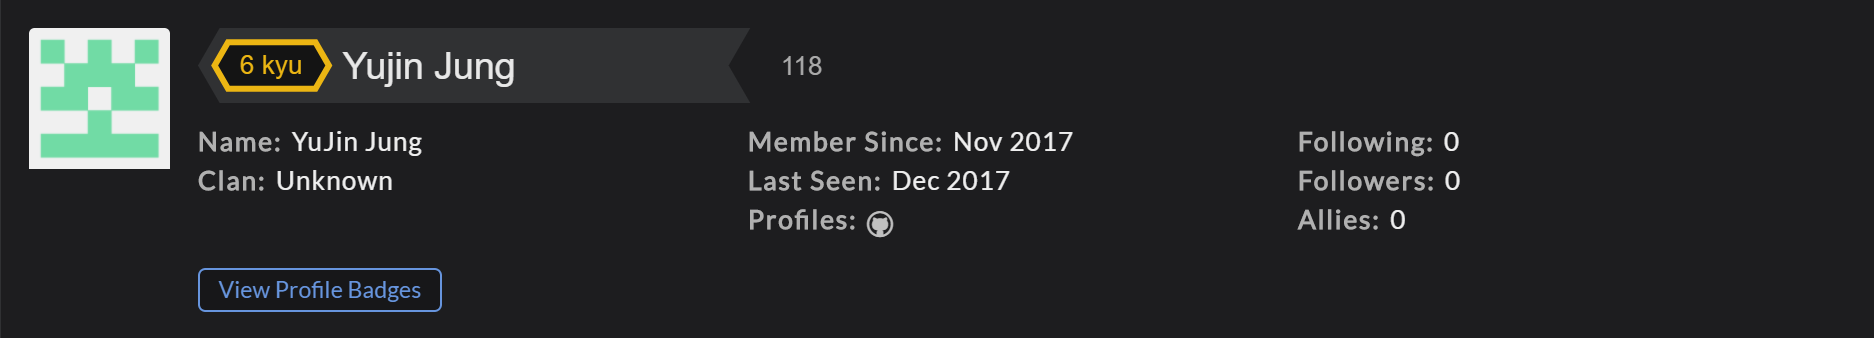 6 kyu Yujin Jung 118
Name: YuJin Jung Member Since: Nov 2017 Following: 0
Clan: Unknown Last Seen: Dec 2017 Followers: 0
Profiles: Allies: 0
View Profile Badges